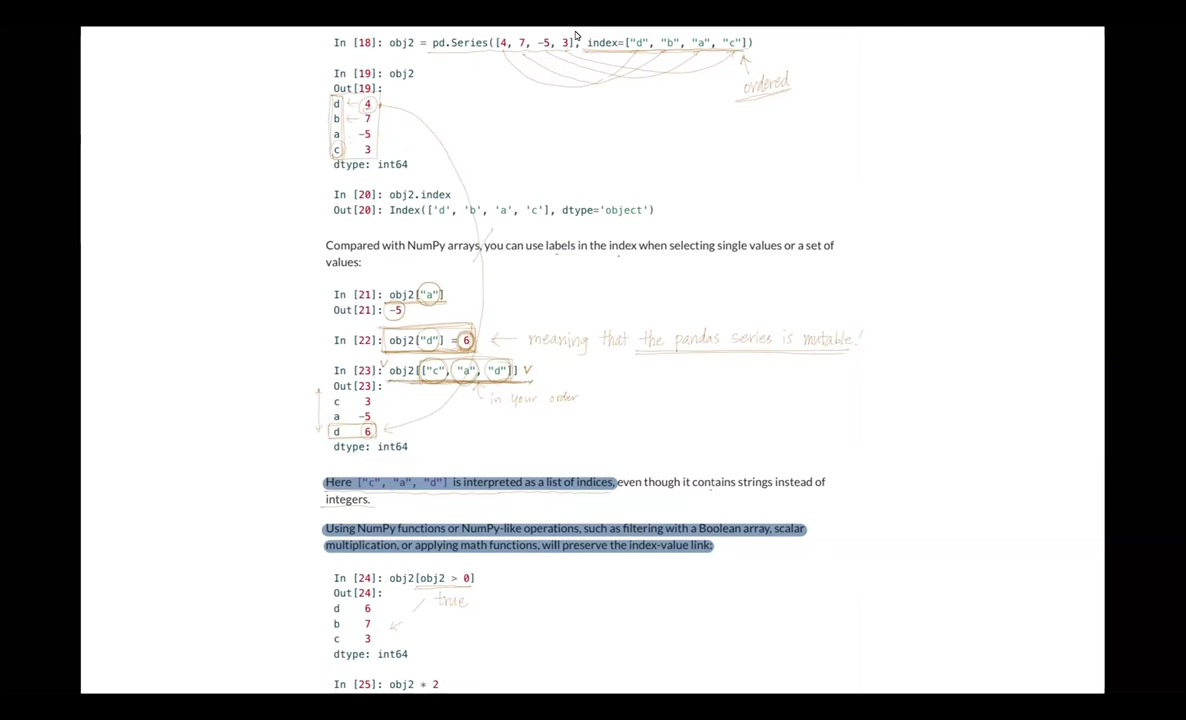 In [18]: obj2 = pd.Series([4, 7, -5, 3], index=["d", "b", "a", "c"])
ordered
In [19]: obj2
Out[19]:
d 4
b 7
a -5
c 3
dtype: int64
In [20]: obj2.index
Out[20]: Index(['d', 'b', 'a', 'c'], dtype='object')
Compared with NumPy arrays, you can use labels in the index when selecting single values or a set of
values:
In [21]: obj2["a"]
Out[21]: -5
In [22]: obj2["d"] = 6
meaning that the pandas series is mutable!
In [23]: obj2[["c", "a", "d"]]
in your order
Out[23]:
c 3
a -5
d 6
dtype: int64
Here ["c", "a", "d"] is interpreted as a list of indices, even though it contains strings instead of
integers.
Using NumPy functions or NumPy-like operations, such as filtering with a Boolean array, scalar
multiplication, or applying math functions, will preserve the index-value link:
In [24]: obj2[obj2 > 0]
true
Out[24]:
d 6
b 7
c 3
dtype: int64
In [25]: obj2 * 2